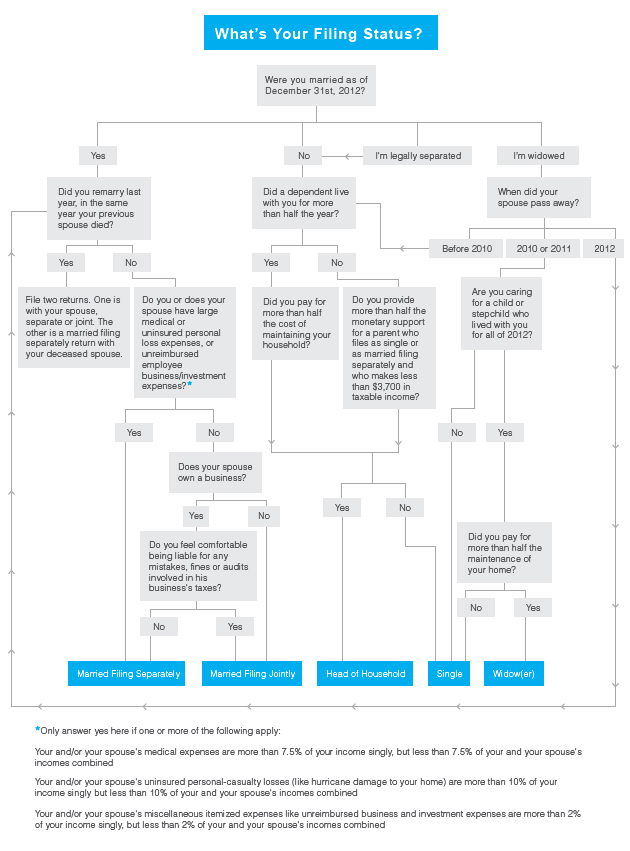 What's Your Filing Status?
Were you married as of
December 31st, 2012?
Yes
No
I'm legally separated
I'm widowed
Did you remarry last
year, in the same
year your previous
spouse died?
Did a dependent live
with you for more
than half the year?
When did your
spouse pass away?
Before 2010
2010 or 2011
2012
Yes
No
Yes
No
File two returns. One is
with your spouse,
separate or joint. The
other is a married filing
separately return with
your deceased spouse.
Do you or does your
spouse have large
medical or
uninsured personal
loss expenses, or
unreimbursed
employee
business/investment
expenses?*
Did you pay for
more than half
the cost of
maintaining your
household?
Do you provide
more than half the
monetary support
for a parent who
files as single or
as married filing
separately and
who makes less
than $3,700 in
taxable income?
Are you caring
for a child or
stepchild who
lived with you
for all of 2012?
Yes
No
No
Yes
Does your spouse
own a business?
Yes
No
Yes
No
Do you feel comfortable
being liable for any
mistakes, fines or audits
involved in his
business's taxes?
Did you pay for
more than half the
maintenance of
your home?
No
Yes
No
Yes
Married Filing Separately
Married Filing Jointly
Head of Household
Single
Widow(er)
*Only answer yes here if one or more of the following apply:
Your and/or your spouse's medical expenses are more than 7.5% of your income singly, but less than 7.5% of your and your spouse's
incomes combined
Your and/or your spouse's uninsured personal-casualty losses (like hurricane damage to your home) are more than 10% of your
income singly but less than 10% of your and your spouse's incomes combined
Your and/or your spouse's miscellaneous itemized expenses like unreimbursed business and investment expenses are more than 2%
of your income singly, but less than 2% of your and your spouse's incomes combined